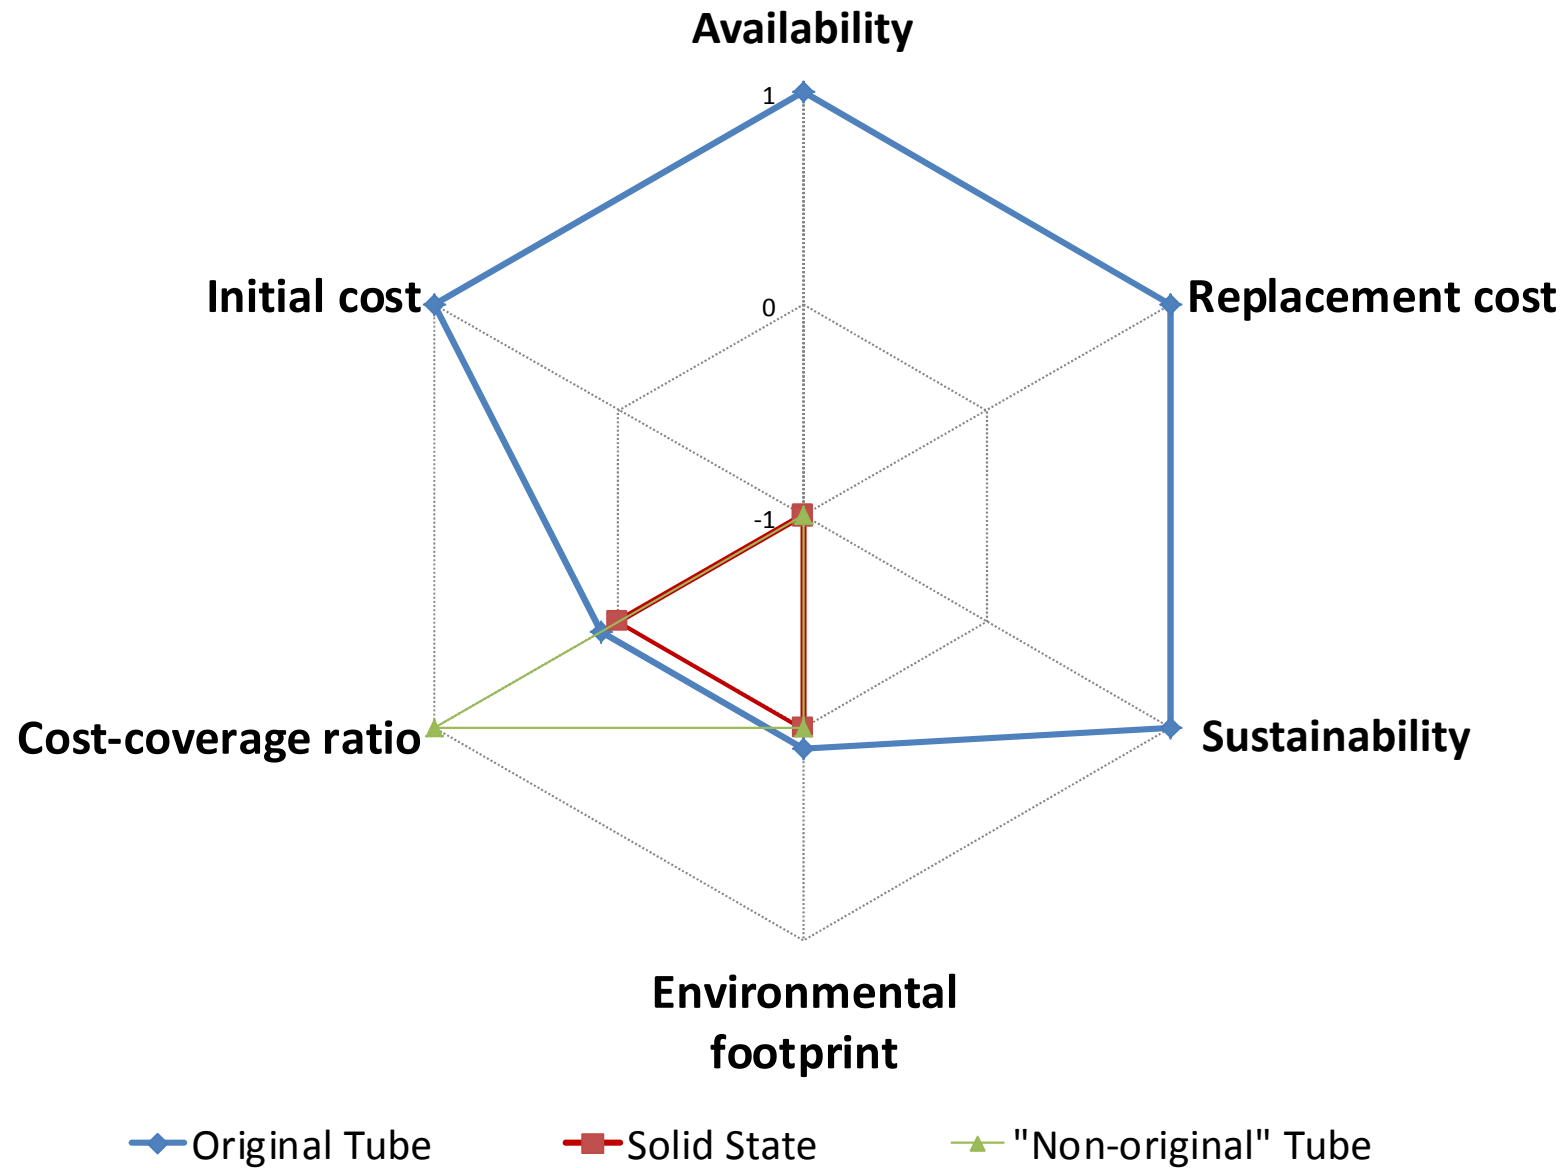 Availability
1
Initial cost
0
Replacement cost
-1
Cost-coverage ratio
Sustainability
Environmental
footprint
Original Tube
Solid State
"Non-original" Tube